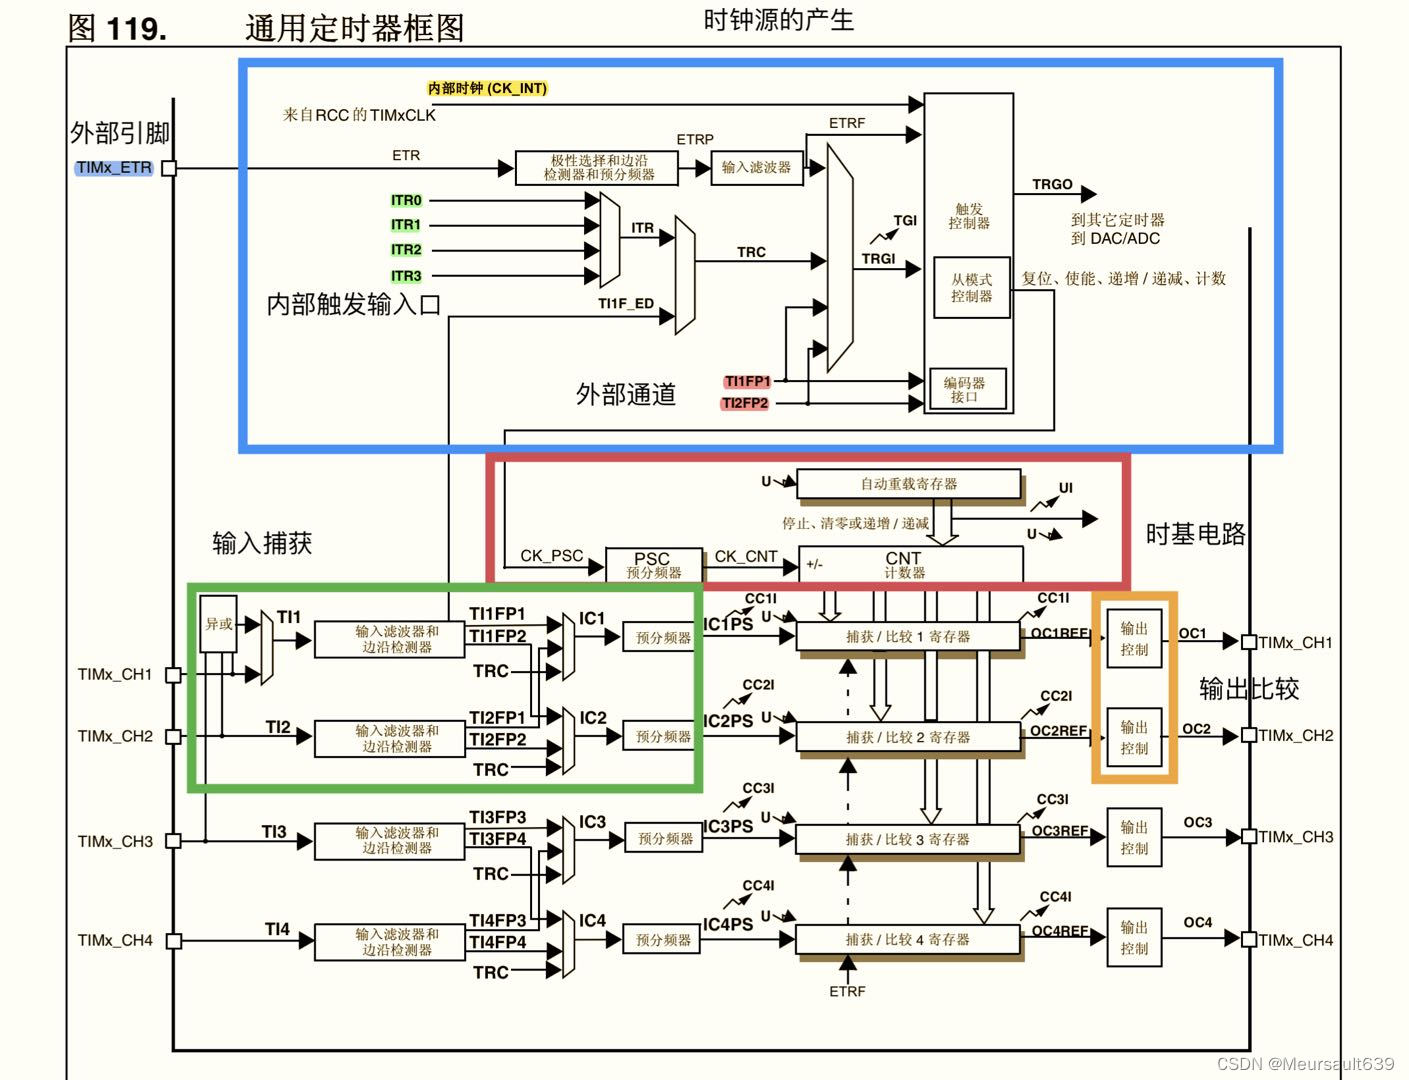 图 119. 通用定时器框图
时钟源的产生
内部时钟 (CK_INT)
来自RCC 的 TIMxCLK
外部引脚
TIMx_ETR
ETR
极性选择和边沿
检测器和预分频器
ETRP
输入滤波器
ETRF
触发
控制器
TRGO
到其它定时器
到 DAC/ADC
ITR0
ITR1
ITR2
ITR3
ITR
内部触发输入口
TI1F_ED
TRC
TGI
TRGI
从模式
控制器
复位、使能、递增 / 递减、计数
外部通道
TI1FP1
TI2FP2
编码器
接口
U
自动重载寄存器
UI
停止、清零或递增 / 递减
U
时基电路
CK_PSC
PSC
预分频器
CK_CNT
+/-
CNT
计数器
输入捕获
异或
TI1
输入滤波器和
边沿检测器
TI1FP1
TI1FP2
TRC
IC1
预分频器
CC1I
IC1PS
U
捕获 / 比较 1 寄存器
CC1I
OC1REF
输出
控制
OC1
TIMx_CH1
TIMx_CH1
输出比较
TIMx_CH2
TI2
输入滤波器和
边沿检测器
TI2FP1
TI2FP2
TRC
IC2
预分频器
CC2I
IC2PS
U
捕获 / 比较 2 寄存器
CC2I
OC2REF
输出
控制
OC2
TIMx_CH2
TIMx_CH3
TI3
输入滤波器和
边沿检测器
TI3FP3
TI3FP4
TRC
IC3
预分频器
CC3I
IC3PS
U
捕获 / 比较 3 寄存器
CC3I
OC3REF
输出
控制
OC3
TIMx_CH3
TIMx_CH4
TI4
输入滤波器和
边沿检测器
TI4FP3
TI4FP4
TRC
IC4
预分频器
CC4I
IC4PS
U
捕获 / 比较 4 寄存器
CC4I
OC4REF
输出
控制
OC4
TIMx_CH4
ETRF
CSDN @Meursault639